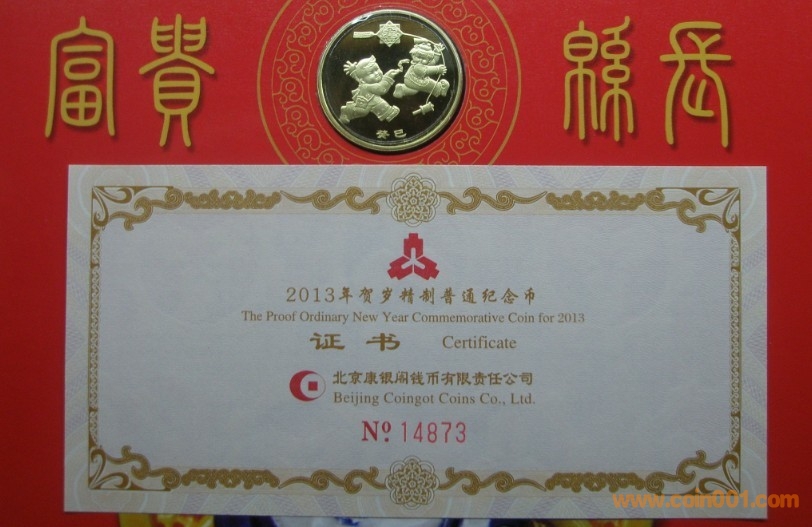 富貴 緜長
癸巳
2013年贺岁精制普通纪念币
The Proof Ordinary New Year Commemorative Coin for 2013
证书 Certificate
北京康银阁钱币有限责任公司
Beijing Coingot Coins Co., Ltd.
Nº 14873
www.coin001.com